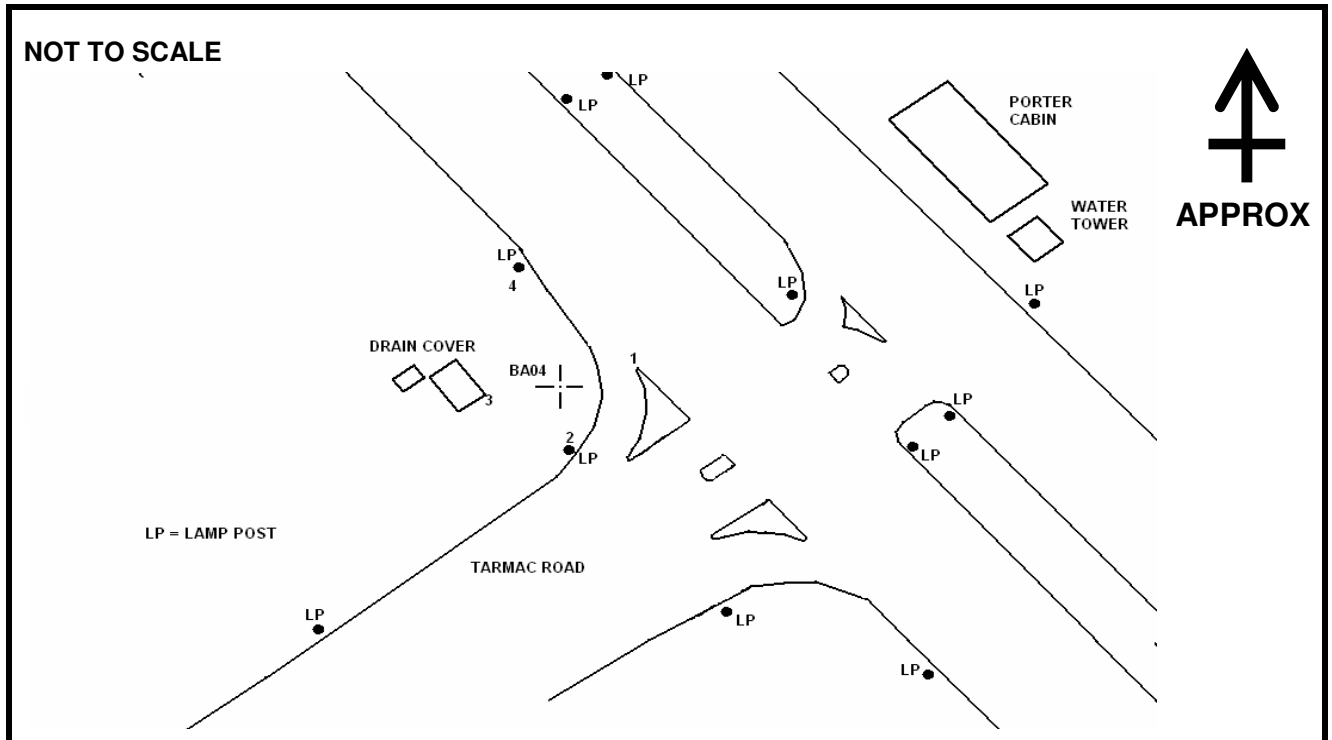 NOT TO SCALE
LP
LP
PORTER
CABIN
WATER
TOWER
APPROX
LP
4
LP
LP
DRAIN COVER
BA04
1
3
2
LP
LP
LP
LP = LAMP POST
TARMAC ROAD
LP
LP
LP